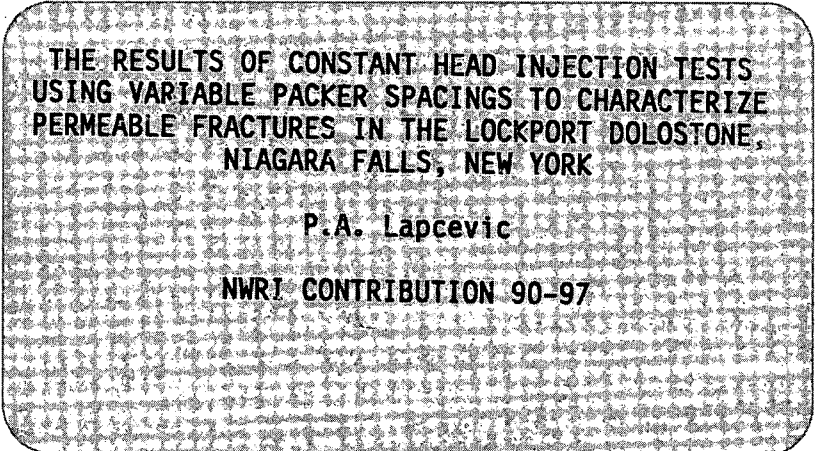 THE RESULTS OF CONSTANT HEAD INJECTION TESTS
USING VARIABLE PACKER SPACINGS TO CHARACTERIZE
PERMEABLE FRACTURES IN THE LOCKPORT DOLOSTONE,
NIAGARA FALLS, NEW YORK
P.A. Lapcevic
NWRI CONTRIBUTION 90-97